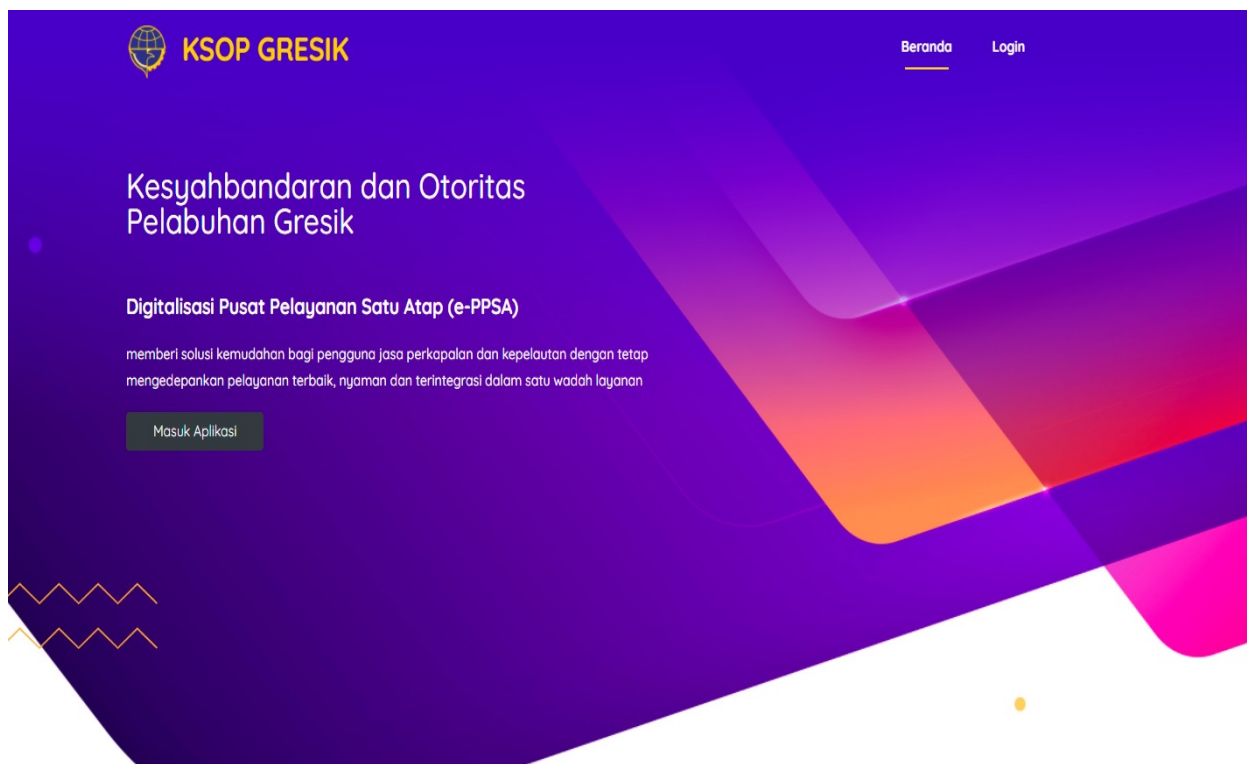 KSOP GRESIK
Beranda Login
Kesyahbandaran dan Otoritas
Pelabuhan Gresik
Digitalisasi Pusat Pelayanan Satu Atap (e-PPSA)
memberi solusi kemudahan bagi pengguna jasa perkapalan dan kepelautan dengan tetap
mengedepankan pelayanan terbaik, nyaman dan terintegrasi dalam satu wadah layanan
Masuk Aplikasi